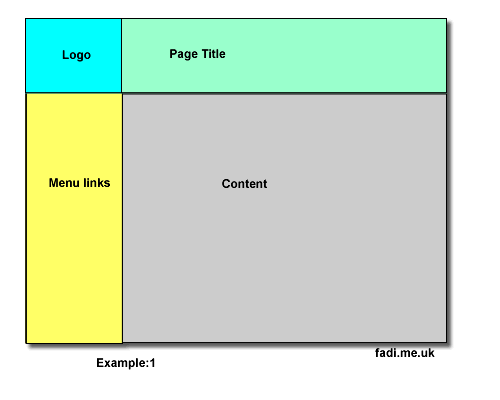 Logo
Page Title
Menu links
Content
fadi.me.uk
Example:1